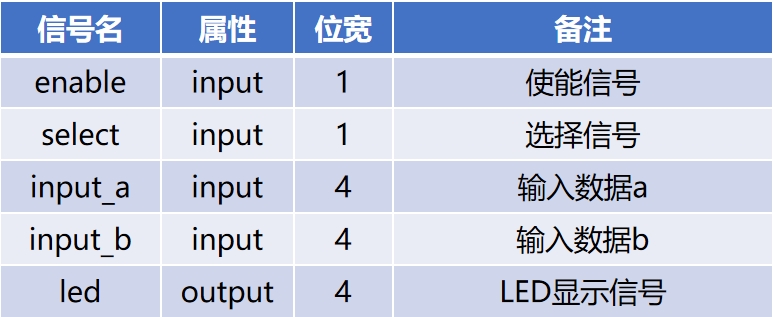 信号名 属性 位宽 备注
enable input 1 使能信号
select input 1 选择信号
input_a input 4 输入数据a
input_b input 4 输入数据b
led output 4 LED显示信号